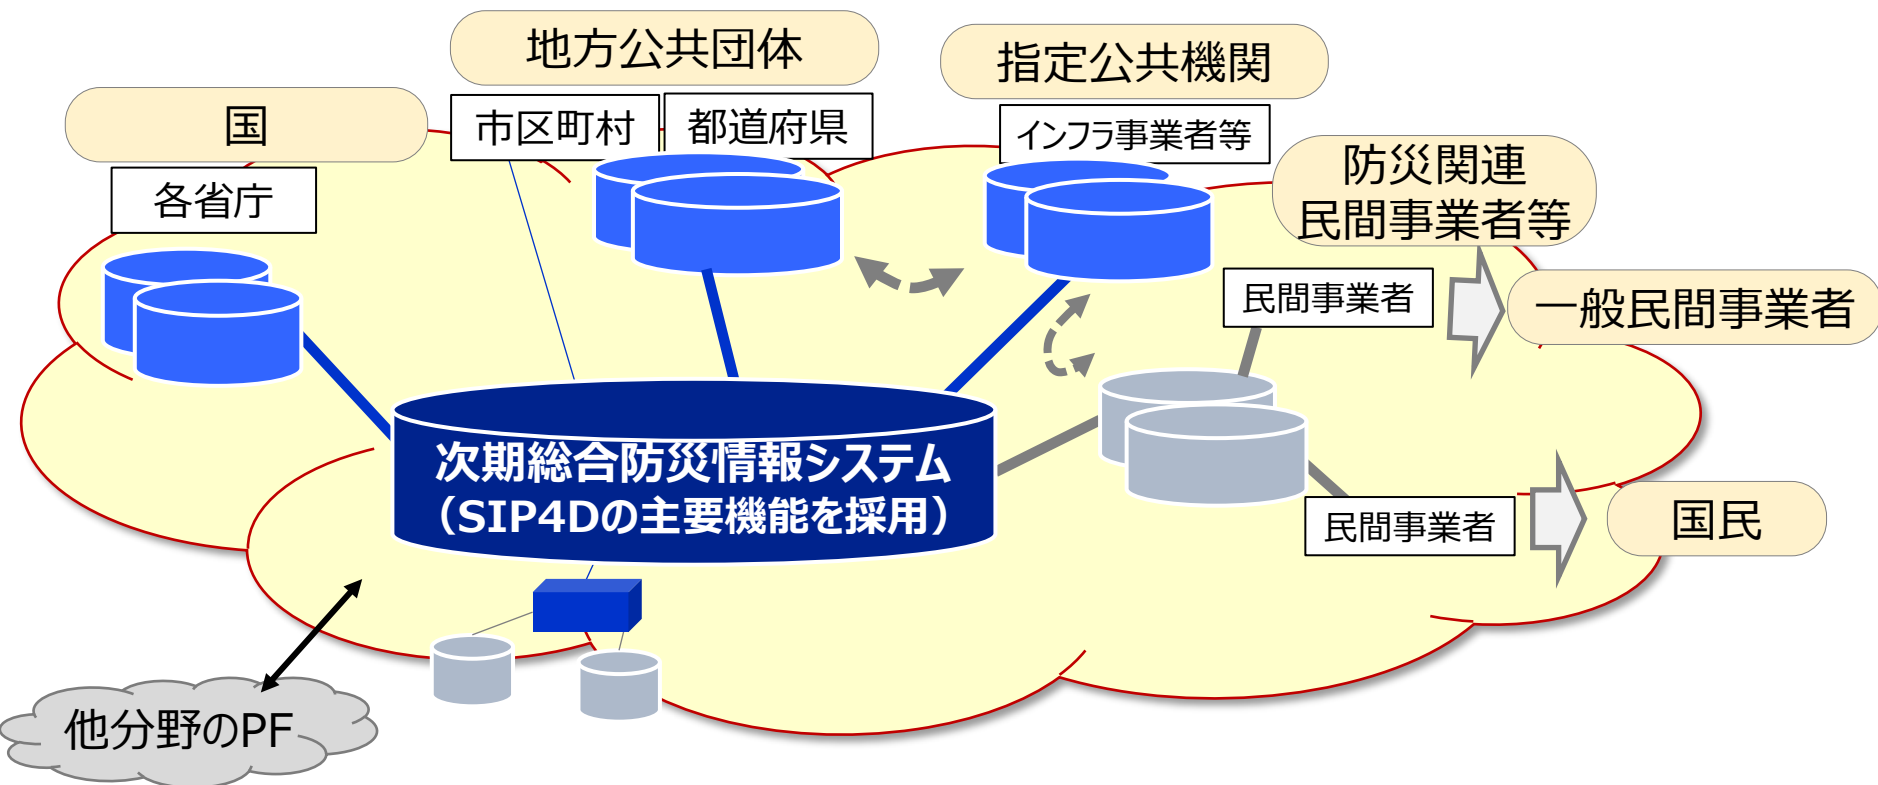 地方公共団体
指定公共機関
国
市区町村
都道府県
インフラ事業者等
防災関連
民間事業者等
各省庁
民間事業者
一般民間事業者
次期総合防災情報システム
（SIP4Dの主要機能を採用）
民間事業者
国民
他分野のPF